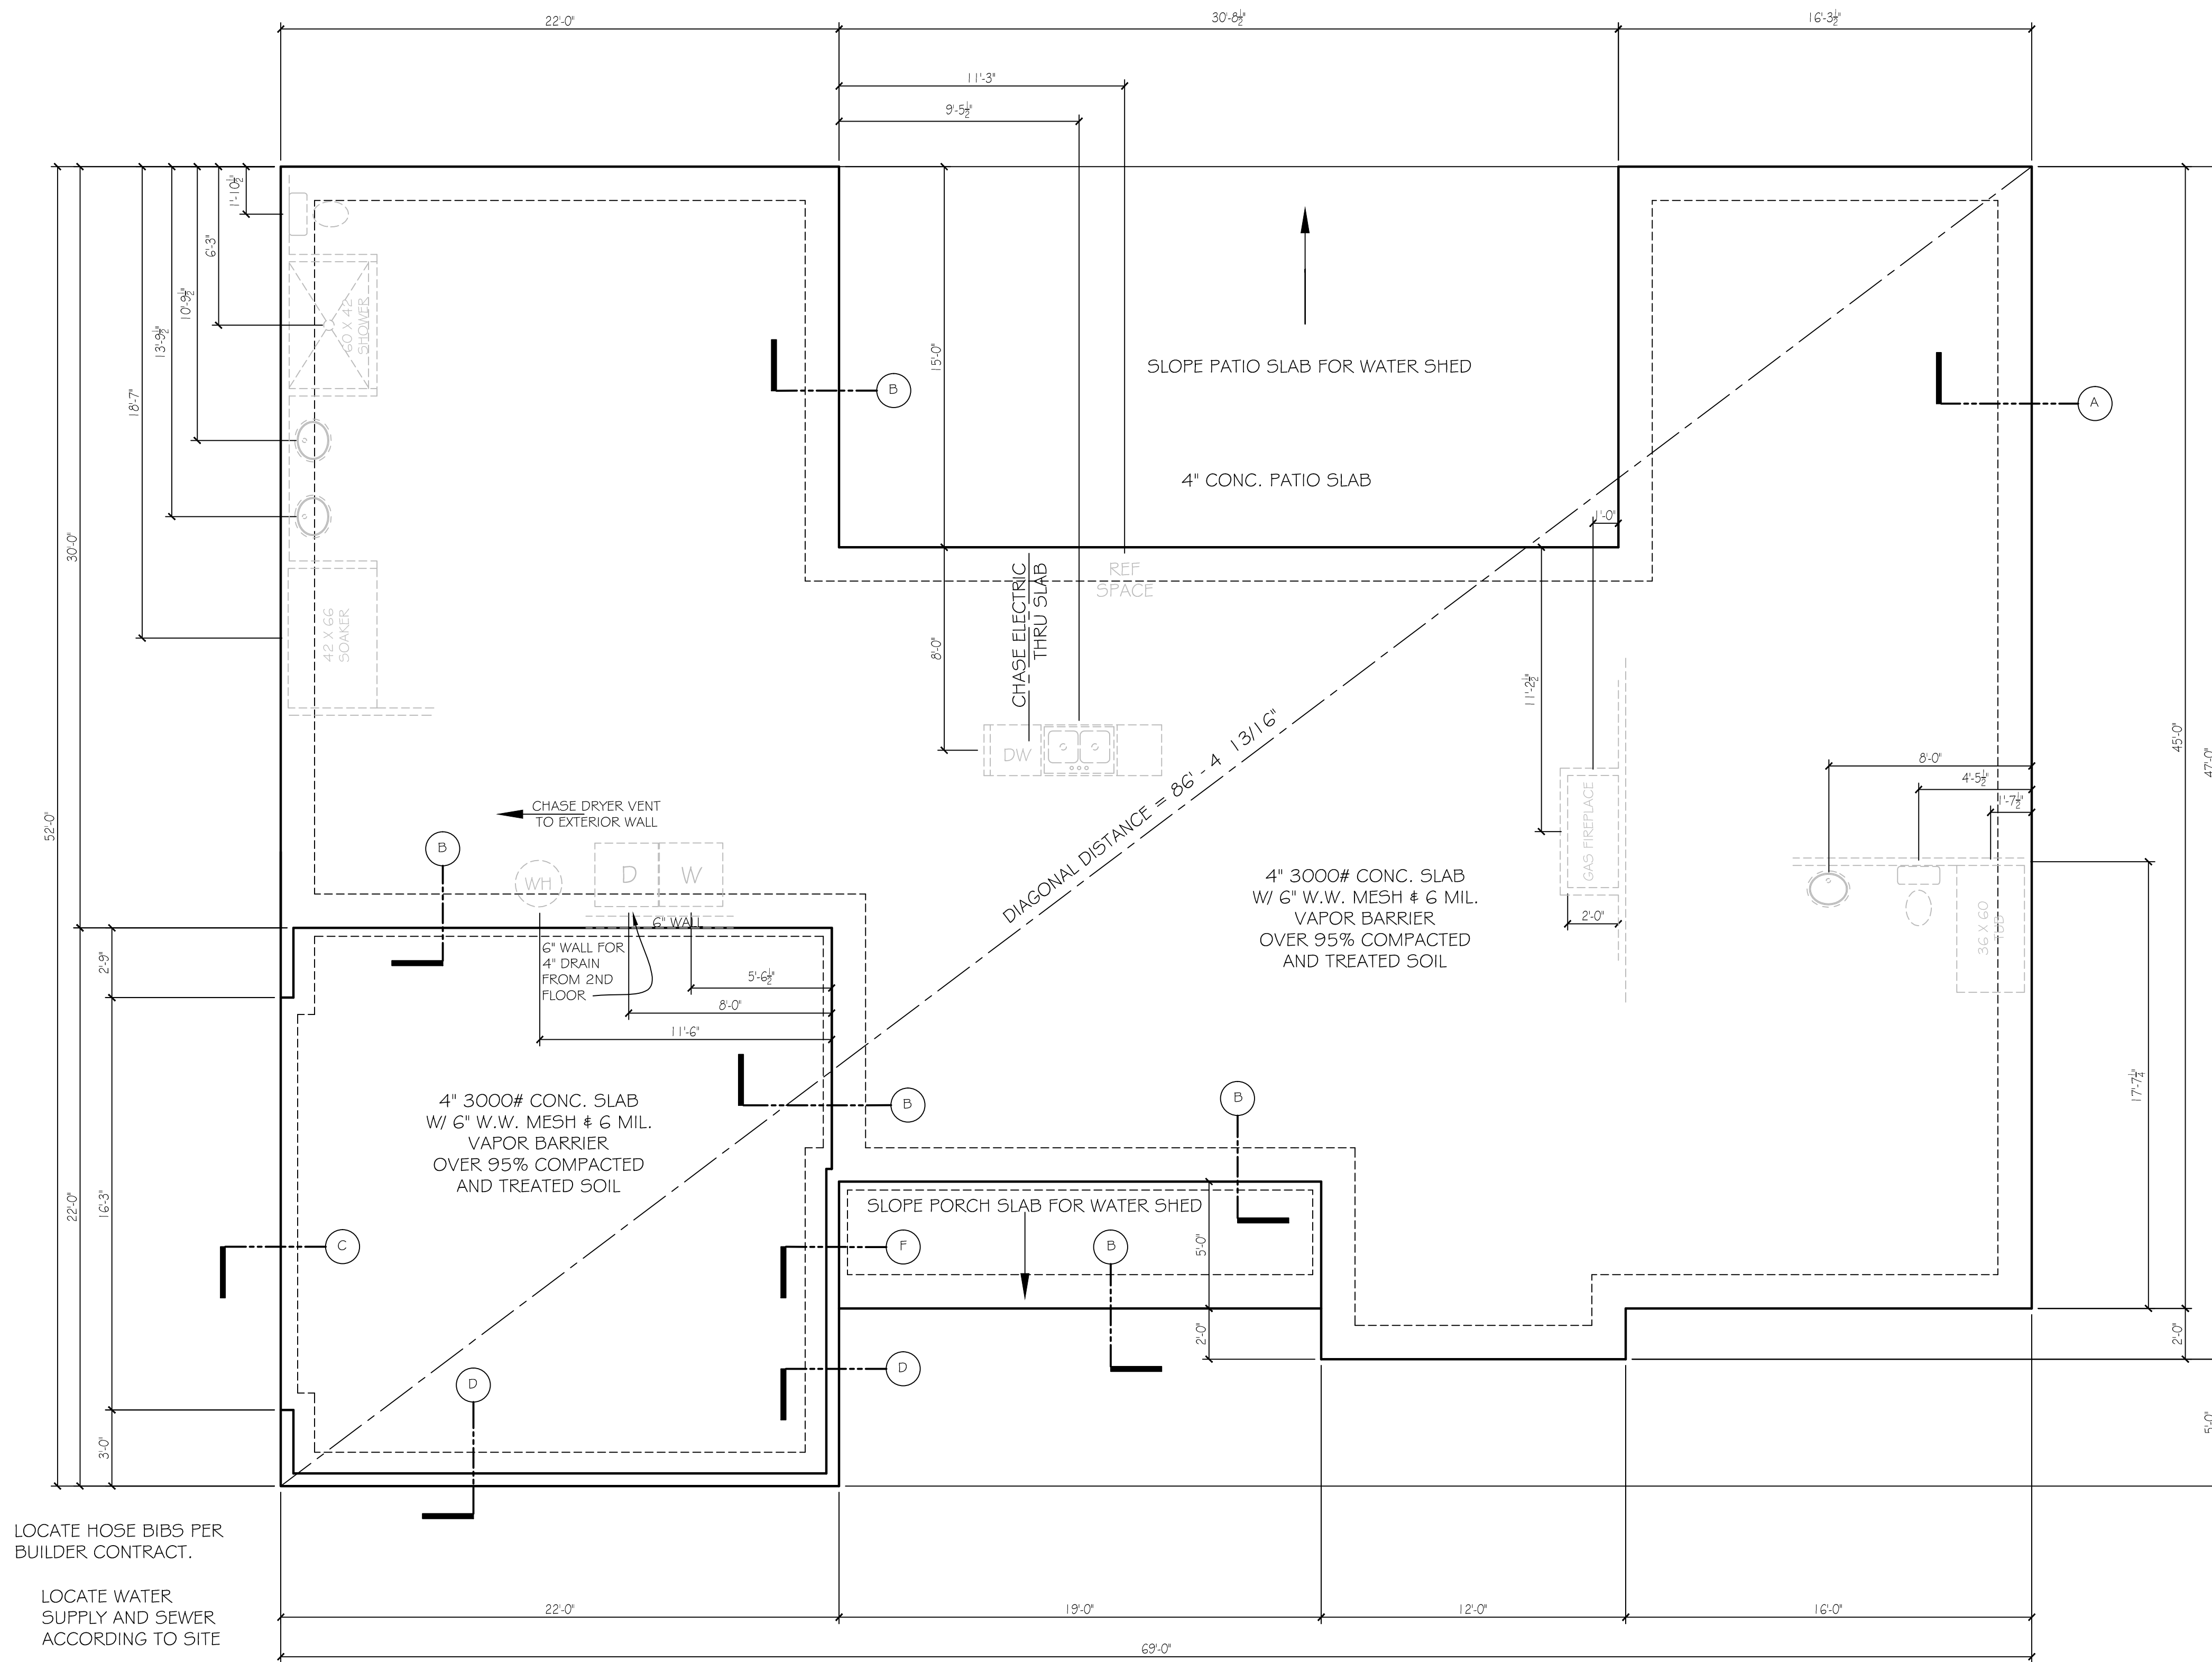 22'-0"
30'-8½"
16'-3½"
11'-3"
9'-5½"
1'-10½"
6'-3"
10'-9½"
13'-9½"
18'-7"
30'-0"
52'-0"
60 X 42
SHOWER
42 X 66
SOAKER
B
15'-0"
SLOPE PATIO SLAB FOR WATER SHED
4" CONC. PATIO SLAB
A
1'-0"
CHASE ELECTRIC
THRU SLAB
REF
SPACE
8'-0"
11'-2½"
DW
DIAGONAL DISTANCE = 86' - 4 13/16"
45'-0"
47'-0"
8'-0"
4'-5½"
1'-7½"
GAS FIREPLACE
2'-0"
36 X 60
TUB
CHASE DRYER VENT
TO EXTERIOR WALL
B
WH
D
W
6" WALL
6" WALL FOR
4" DRAIN
FROM 2ND
FLOOR
5'-6½"
8'-0"
11'-6"
4" 3000# CONC. SLAB
W/ 6" W.W. MESH & 6 MIL.
VAPOR BARRIER
OVER 95% COMPACTED
AND TREATED SOIL
2'-9"
22'-0"
16'-3"
3'-0"
4" 3000# CONC. SLAB
W/ 6" W.W. MESH & 6 MIL.
VAPOR BARRIER
OVER 95% COMPACTED
AND TREATED SOIL
B
B
17'-7¼"
SLOPE PORCH SLAB FOR WATER SHED
C
F
B
5'-0"
2'-0"
2'-0"
D
D
5'-0"
LOCATE HOSE BIBS PER
BUILDER CONTRACT.
LOCATE WATER
SUPPLY AND SEWER
ACCORDING TO SITE
22'-0"
19'-0"
12'-0"
16'-0"
69'-0"